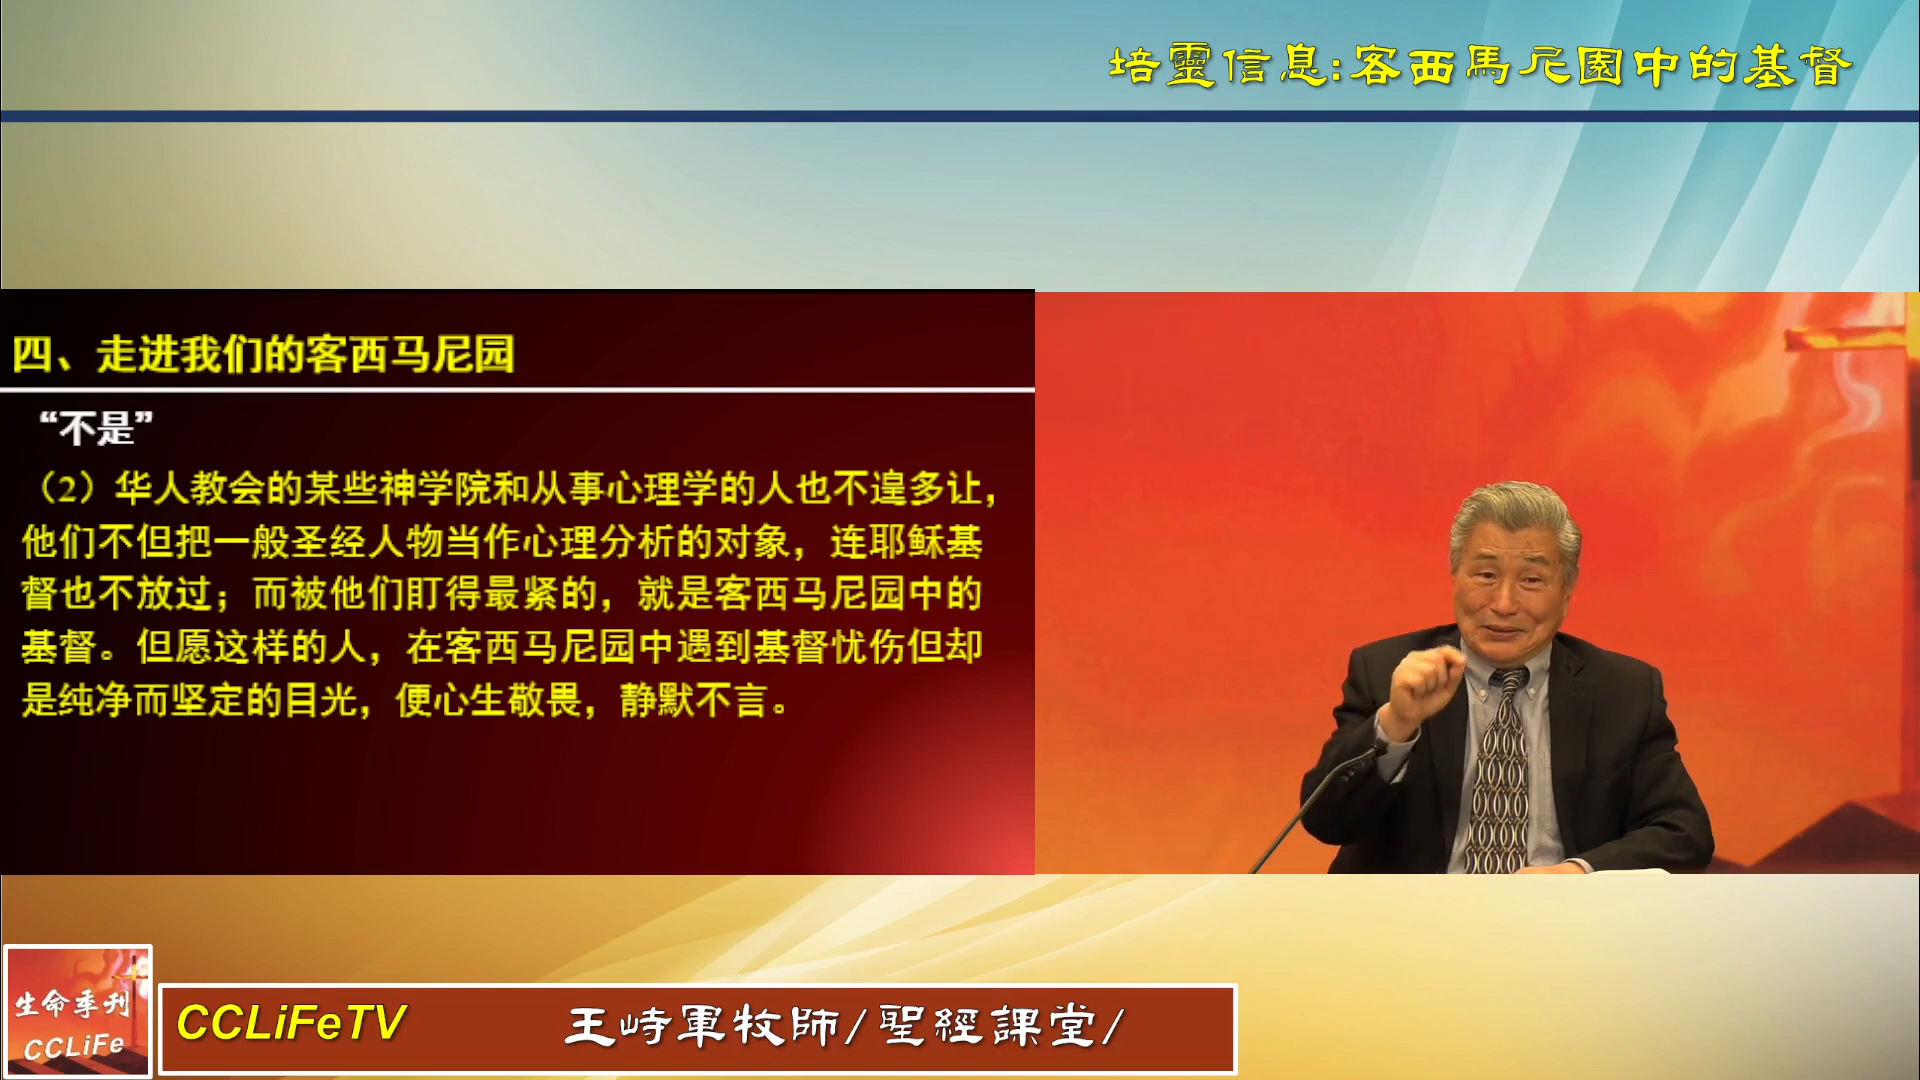 培靈信息:客西馬尼園中的基督
四、走进我们的客西马尼园
“不是”
（2）华人教会的某些神学院和从事心理学的人也不遑多让，
他们不但把一般圣经人物当作心理分析的对象，连耶稣基
督也不放过；而被他们盯得最紧的，就是客西马尼园中的
基督。但愿这样的人，在客西马尼园中遇到基督忧伤但却
是纯净而坚定的目光，便心生敬畏，静默不言。
生命季刊
CCLiFe
CCLiFeTV 王峙軍牧師/聖經課堂/